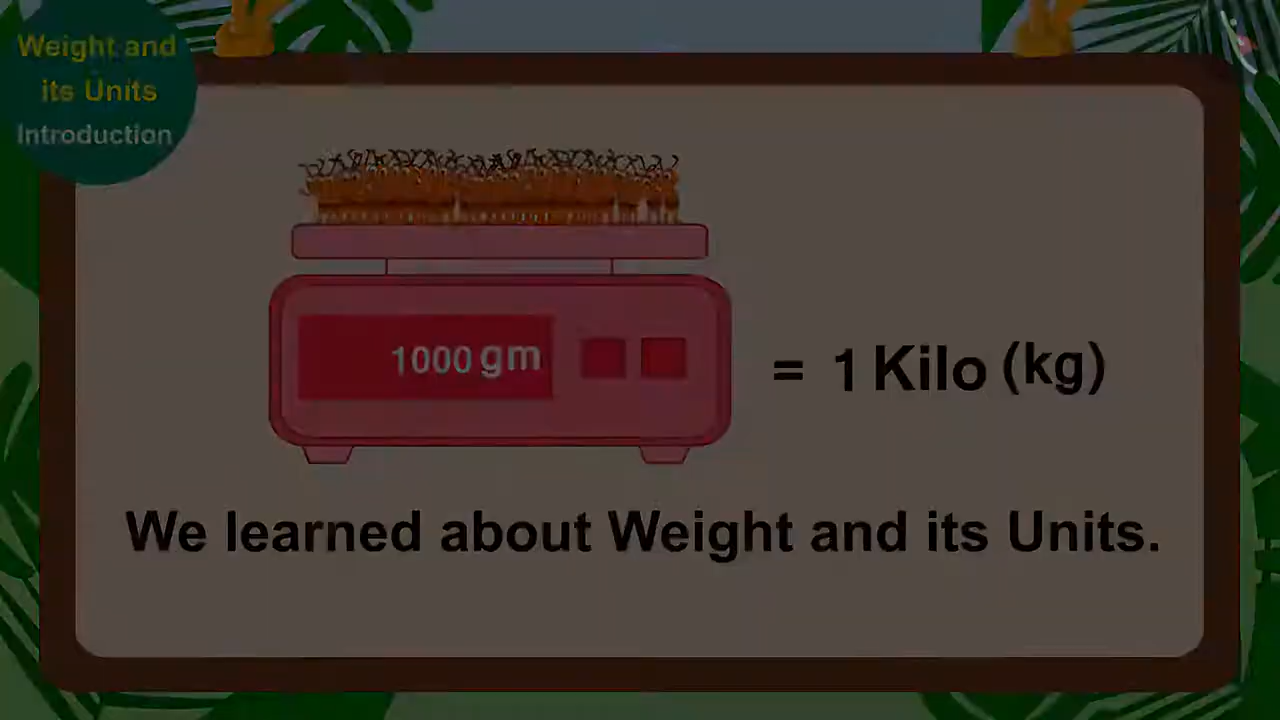 Weight and
its Units
Introduction
1000 gm
= 1 Kilo (kg)
We learned about Weight and its Units.